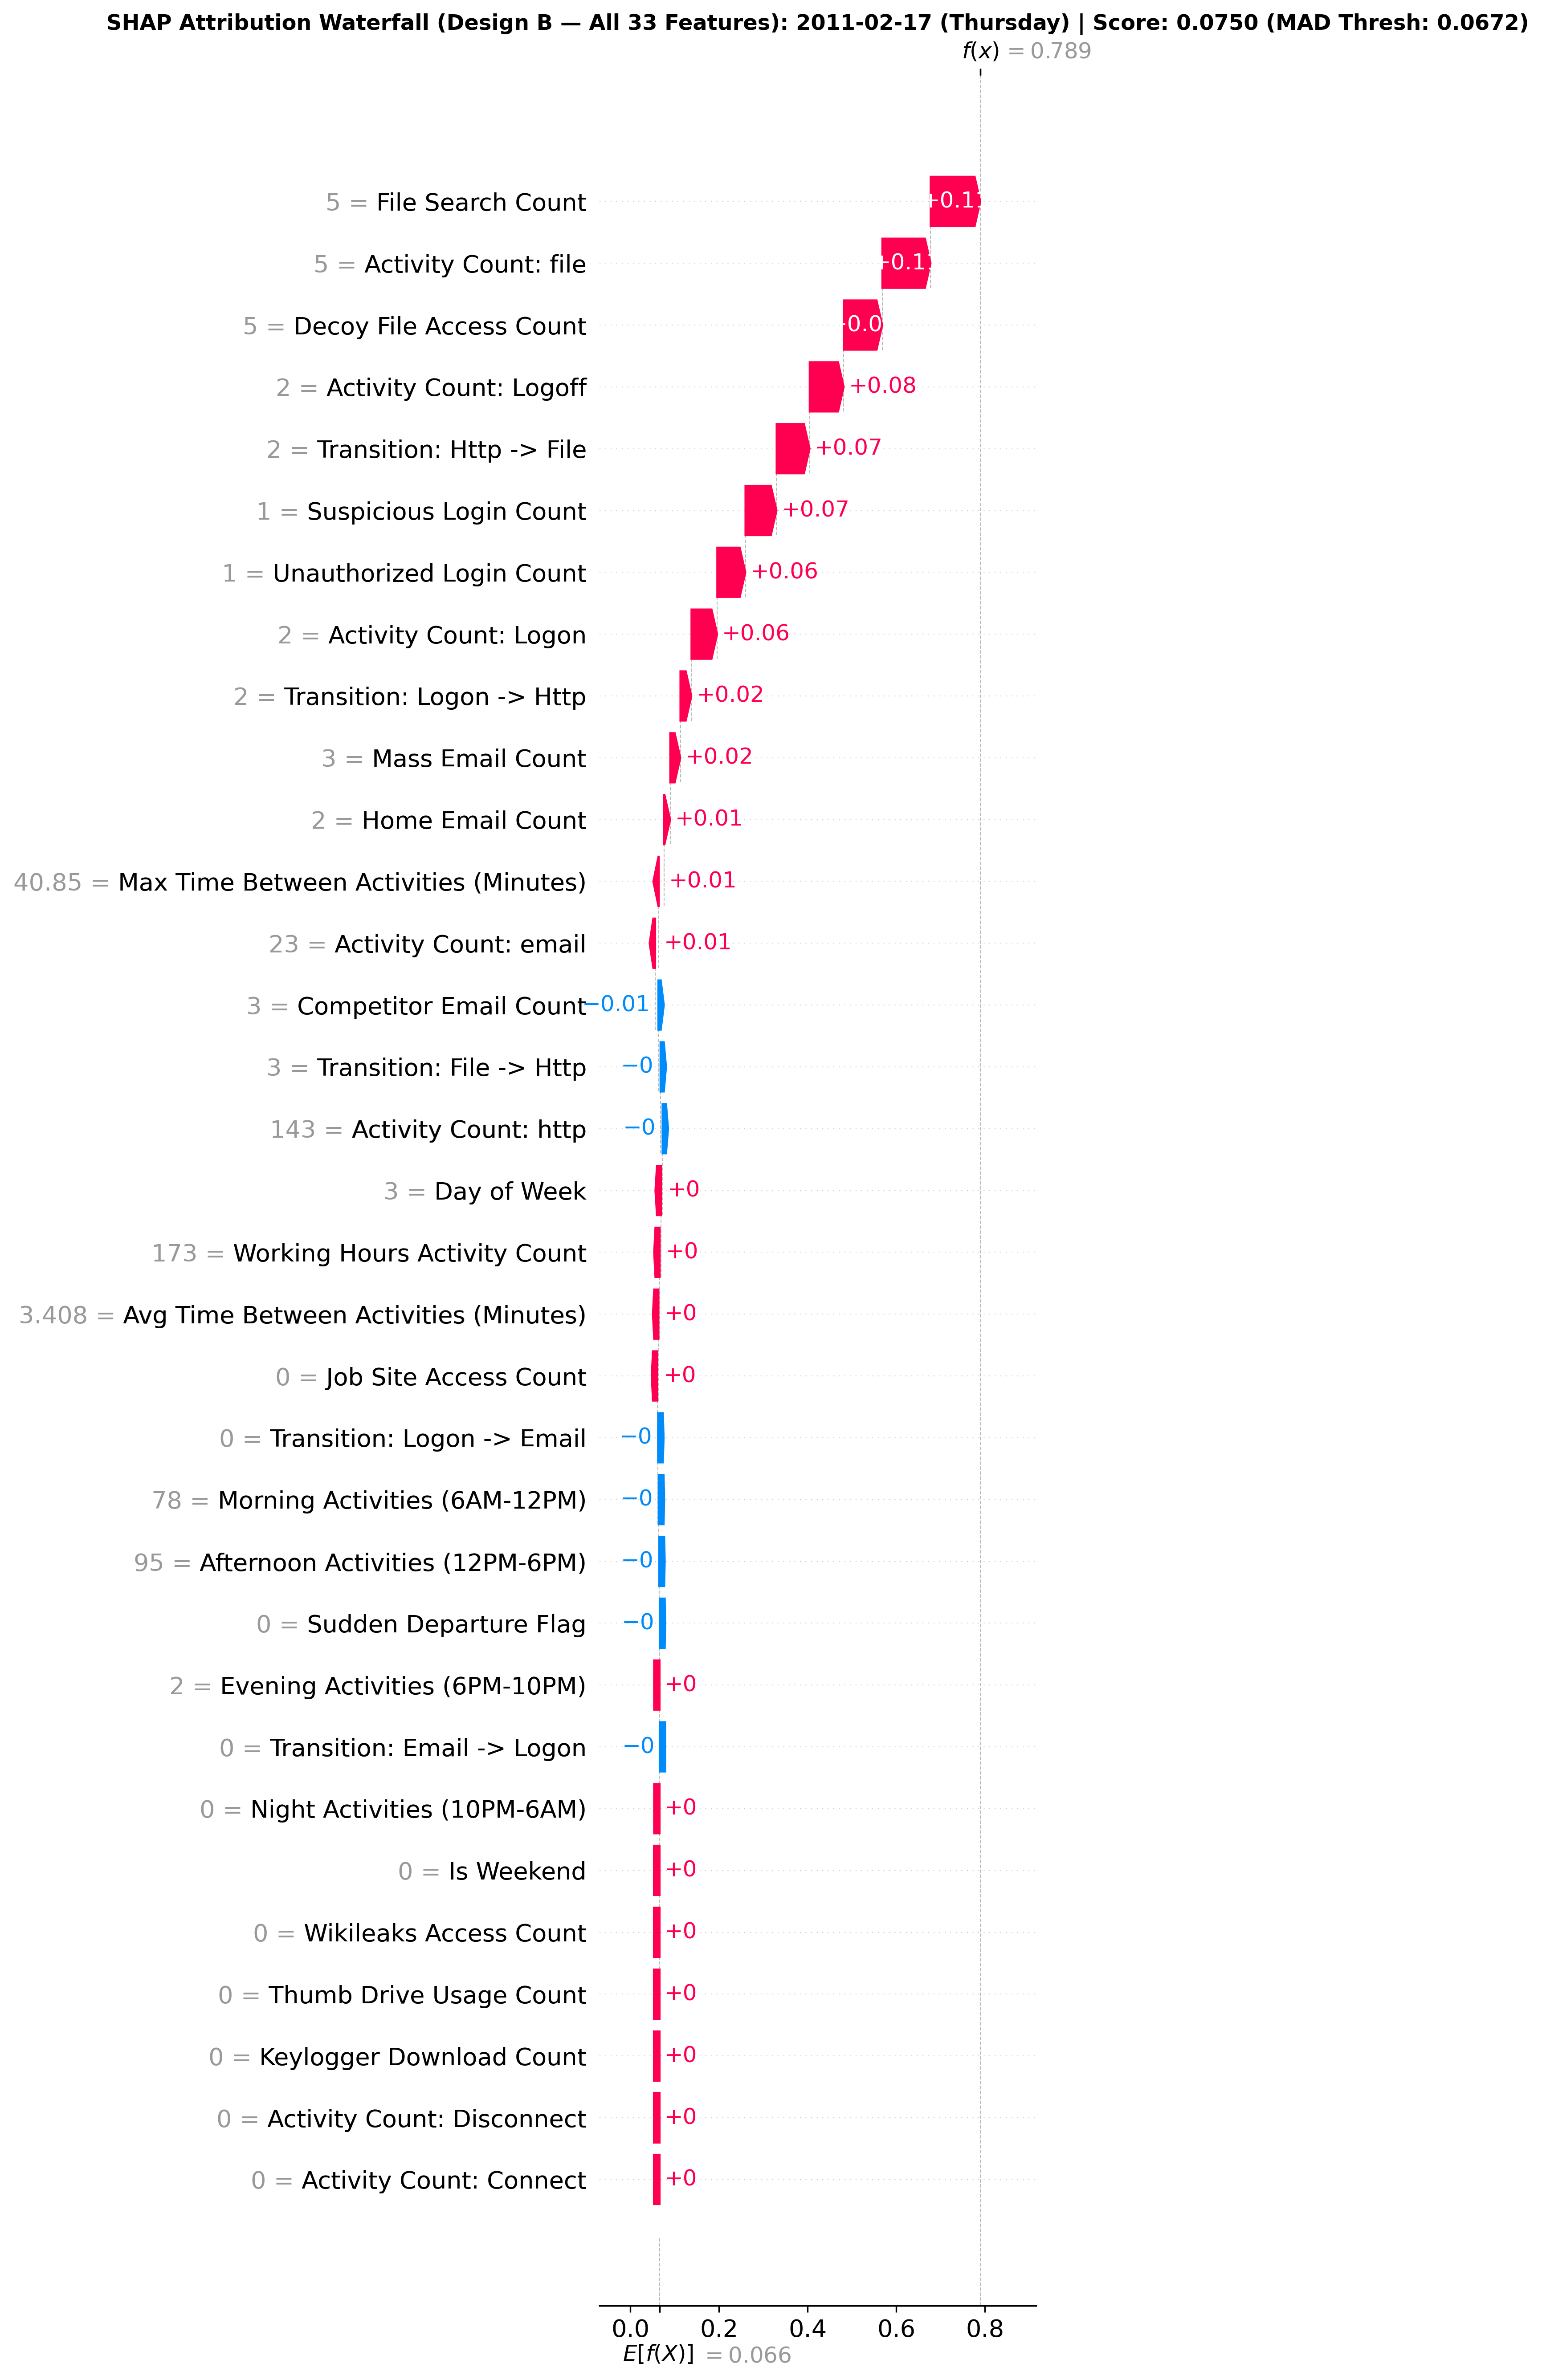 SHAP Attribution Waterfall (Design B — All 33 Features): 2011-02-17 (Thursday) | Score: 0.0750 (MAD Thresh: 0.0672)
f(x) = 0.789
5 = File Search Count +0.11
5 = Activity Count: file +0.1
5 = Decoy File Access Count +0.0
2 = Activity Count: Logoff +0.08
2 = Transition: Http -> File +0.07
1 = Suspicious Login Count +0.07
1 = Unauthorized Login Count +0.06
2 = Activity Count: Logon +0.06
2 = Transition: Logon -> Http +0.02
3 = Mass Email Count +0.02
2 = Home Email Count +0.01
40.85 = Max Time Between Activities (Minutes) +0.01
23 = Activity Count: email +0.01
3 = Competitor Email Count −0.01
3 = Transition: File -> Http −0
143 = Activity Count: http −0
3 = Day of Week +0
173 = Working Hours Activity Count +0
3.408 = Avg Time Between Activities (Minutes) +0
0 = Job Site Access Count +0
0 = Transition: Logon -> Email −0
78 = Morning Activities (6AM-12PM) −0
95 = Afternoon Activities (12PM-6PM) −0
0 = Sudden Departure Flag −0
2 = Evening Activities (6PM-10PM) +0
0 = Transition: Email -> Logon −0
0 = Night Activities (10PM-6AM) +0
0 = Is Weekend +0
0 = Wikileaks Access Count +0
0 = Thumb Drive Usage Count +0
0 = Keylogger Download Count +0
0 = Activity Count: Disconnect +0
0 = Activity Count: Connect +0
0.0 0.2 0.4 0.6 0.8
E[f(X)] = 0.066